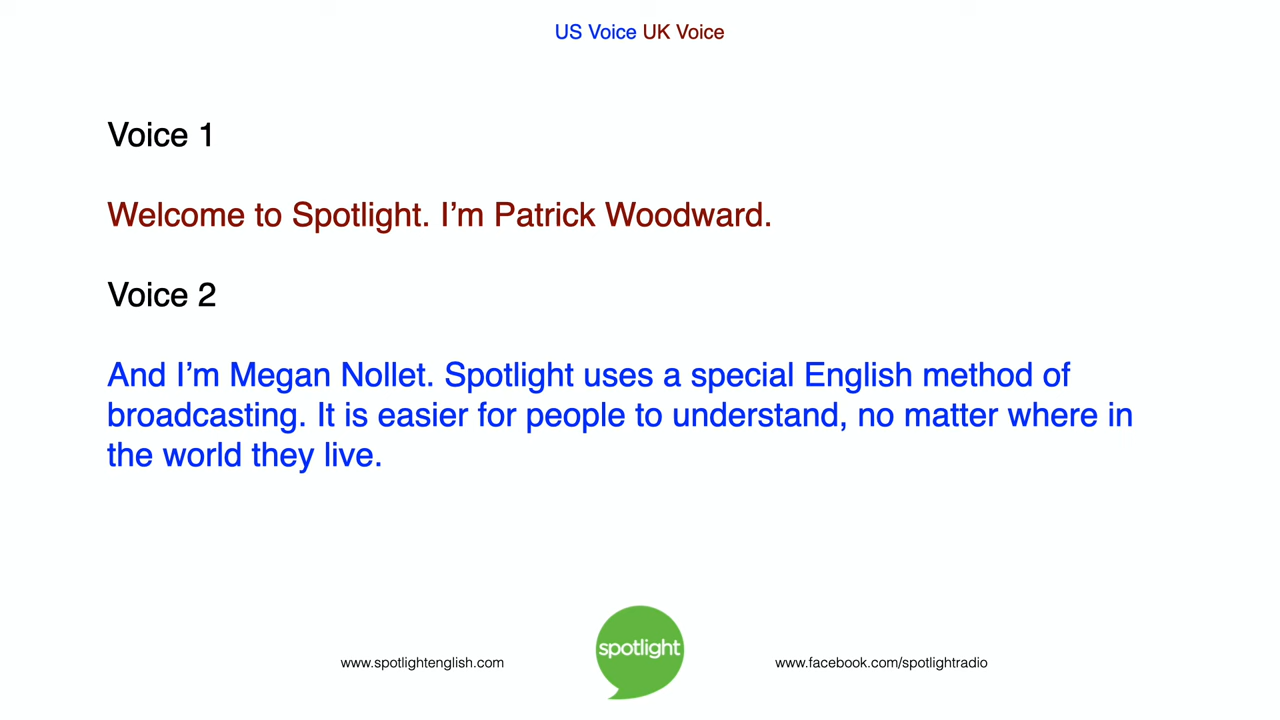 US Voice UK Voice
Voice 1
Welcome to Spotlight. I’m Patrick Woodward.
Voice 2
And I’m Megan Nollet. Spotlight uses a special English method of
broadcasting. It is easier for people to understand, no matter where in
the world they live.
www.spotlightenglish.com
spotlight
www.facebook.com/spotlightradio